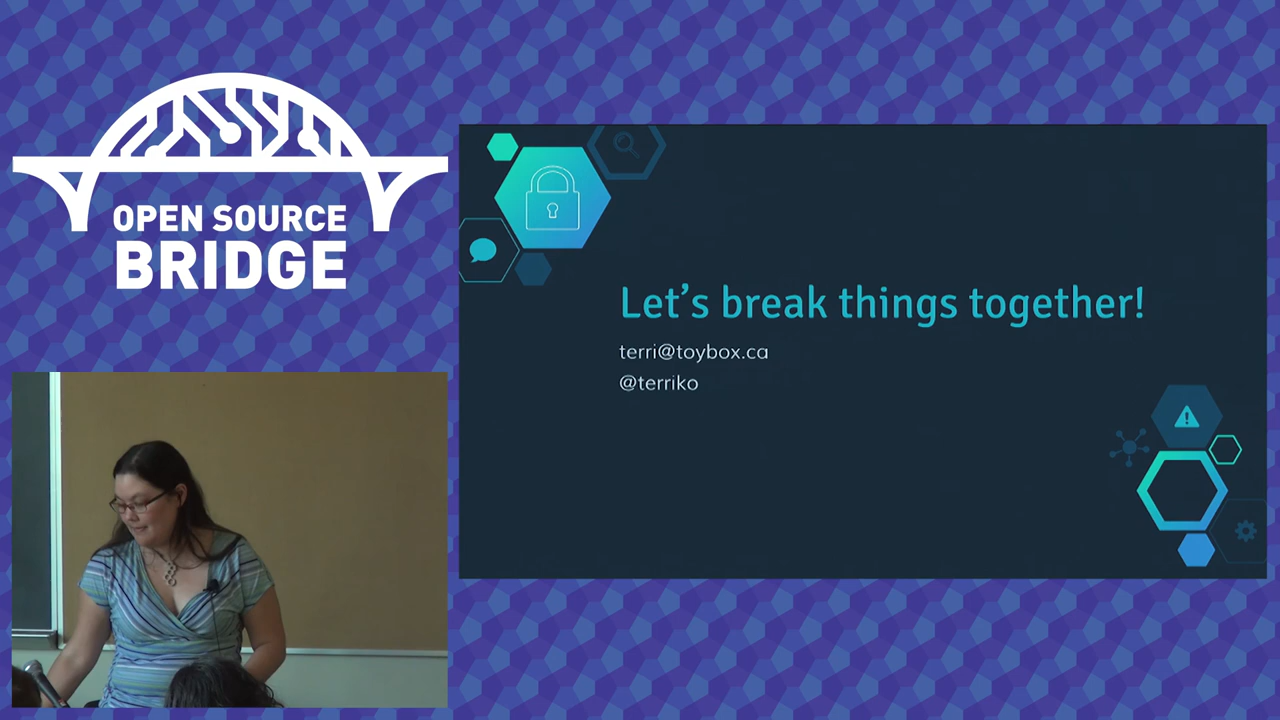 OPEN SOURCE
BRIDGE
Let's break things together!
terri@toybox.ca
@terriko